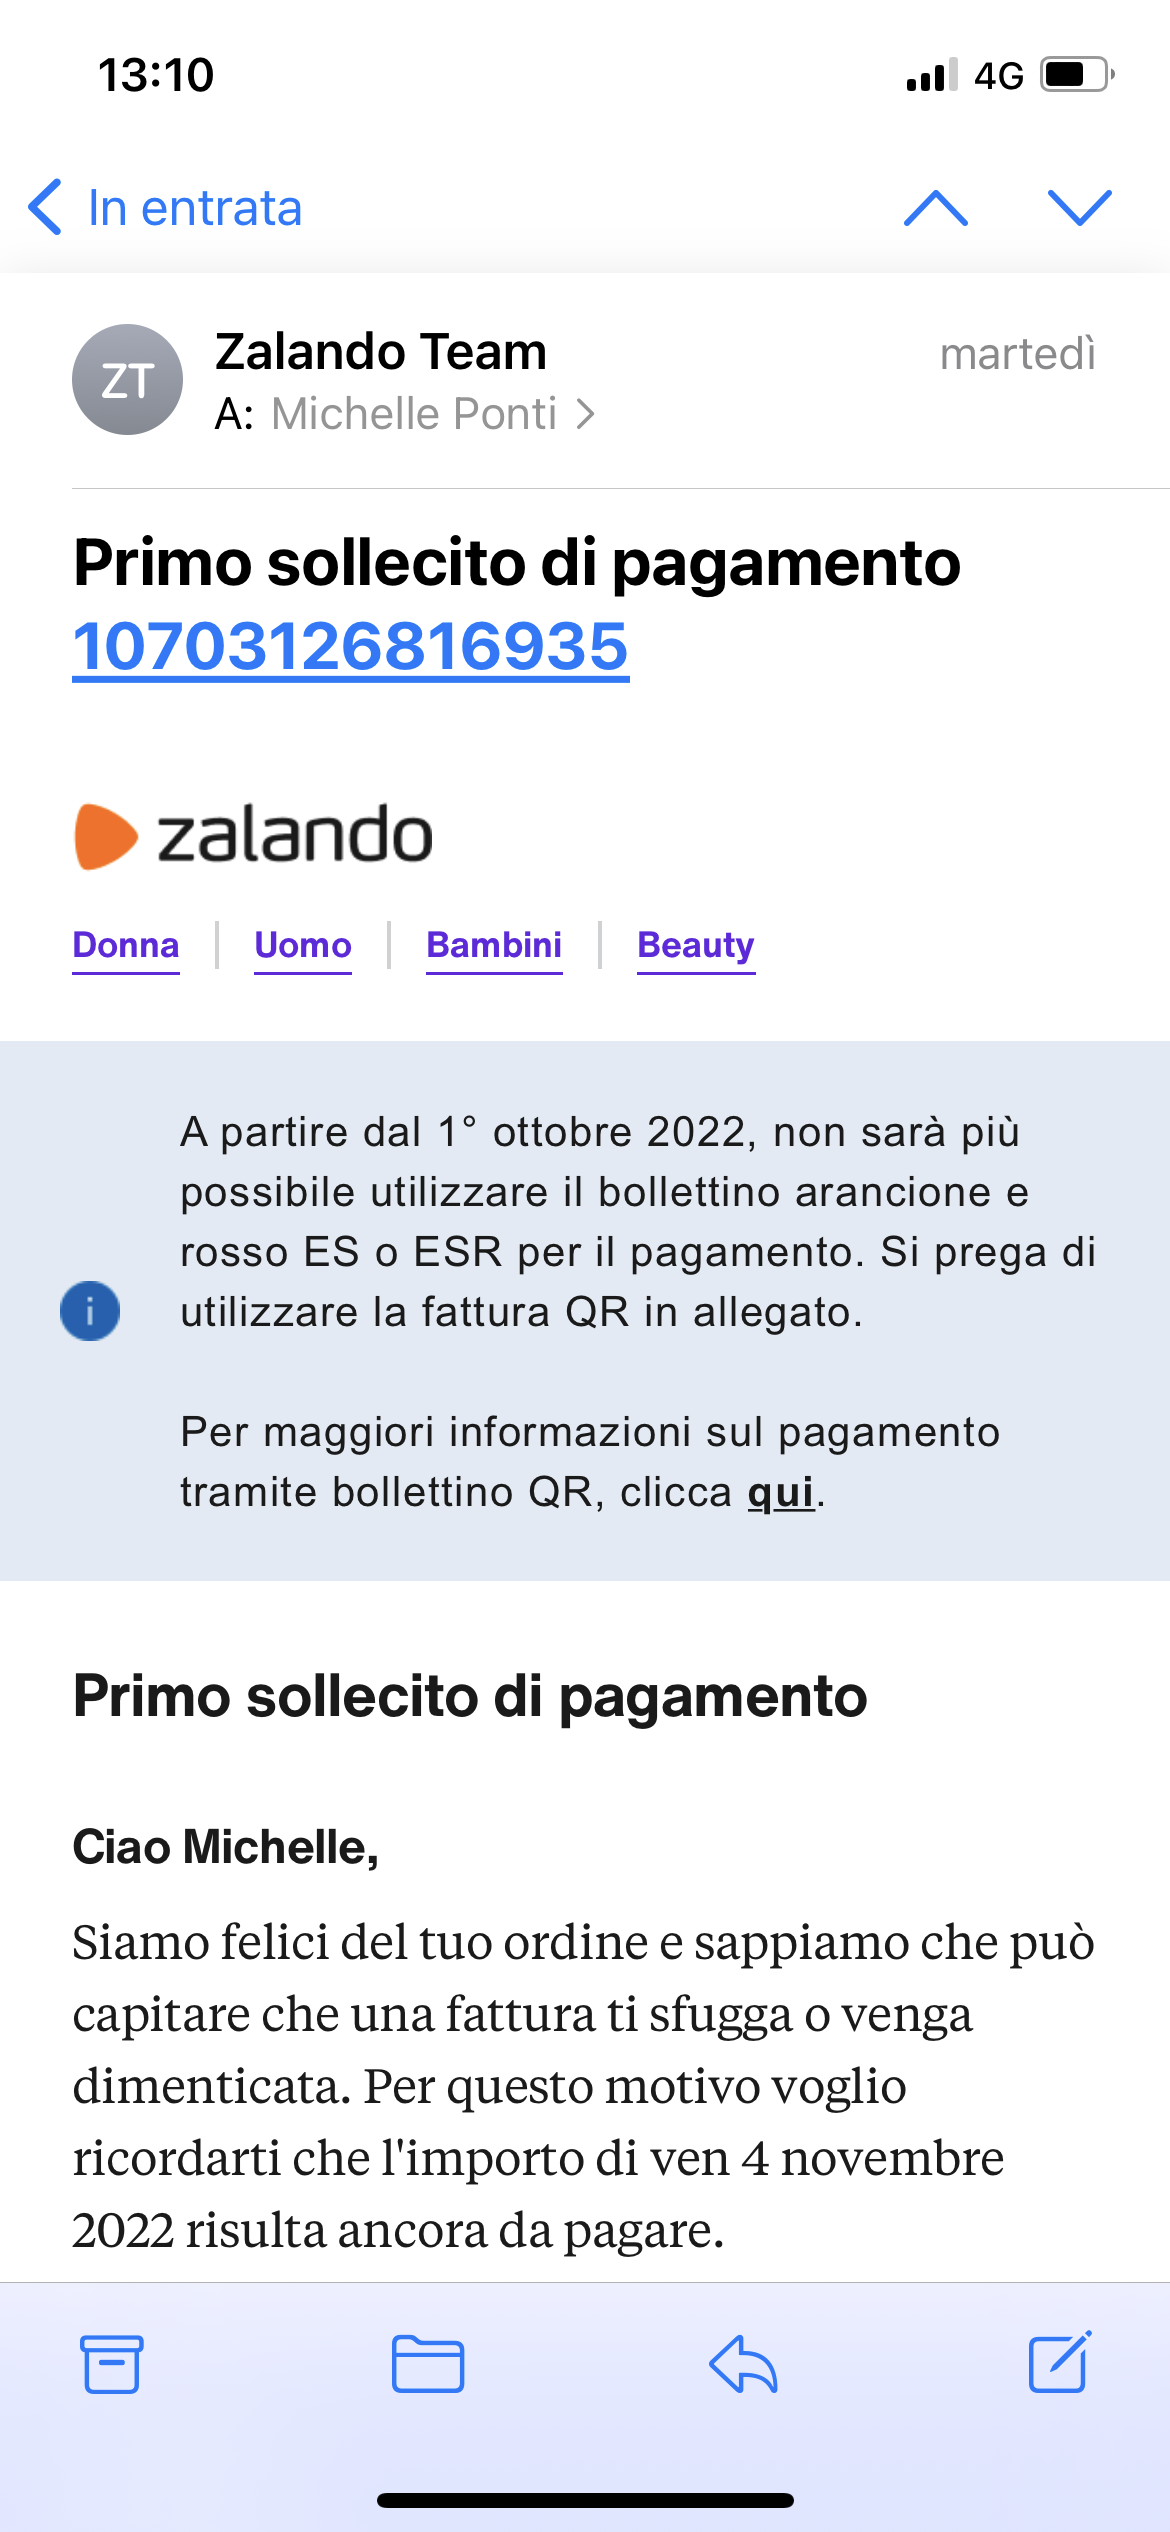 13:10
4G
In entrata
ZT
Zalando Team
martedì
A: Michelle Ponti
Primo sollecito di pagamento
10703126816935
zalando
Donna | Uomo | Bambini | Beauty
A partire dal 1° ottobre 2022, non sarà più
possibile utilizzare il bollettino arancione e
rosso ES o ESR per il pagamento. Si prega di
utilizzare la fattura QR in allegato.
i
Per maggiori informazioni sul pagamento
tramite bollettino QR, clicca qui.
Primo sollecito di pagamento
Ciao Michelle,
Siamo felici del tuo ordine e sappiamo che può
capitare che una fattura ti sfugga o venga
dimenticata. Per questo motivo voglio
ricordarti che l'importo di ven 4 novembre
2022 risulta ancora da pagare.